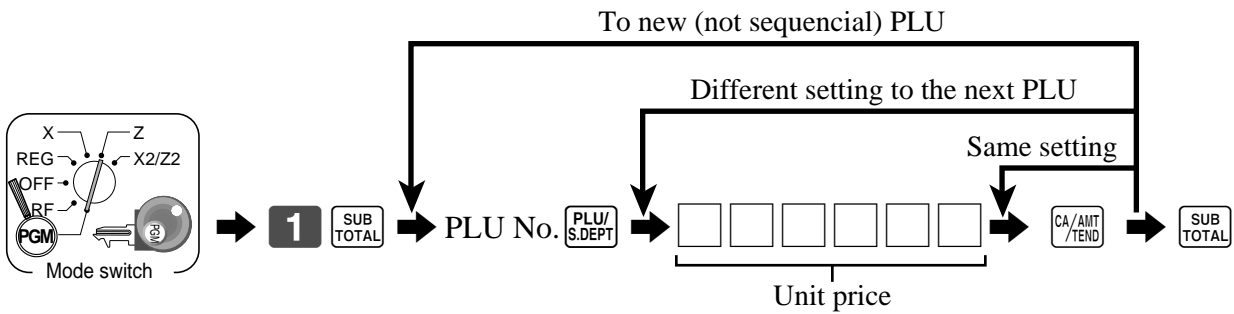 To new (not sequencial) PLU
Different setting to the next PLU
Same setting
X Z
REG X2/Z2
OFF
RF
PGM PGM
Mode switch
1 SUB TOTAL PLU No. PLU/ S.DEPT CA/AMT /TEND SUB TOTAL
Unit price